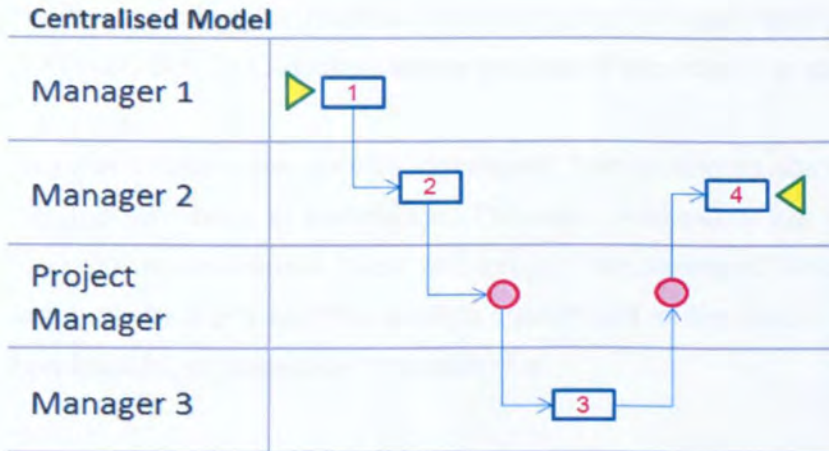 Centralised Model
Manager 1
1
Manager 2
2
4
Project
Manager
Manager 3
3